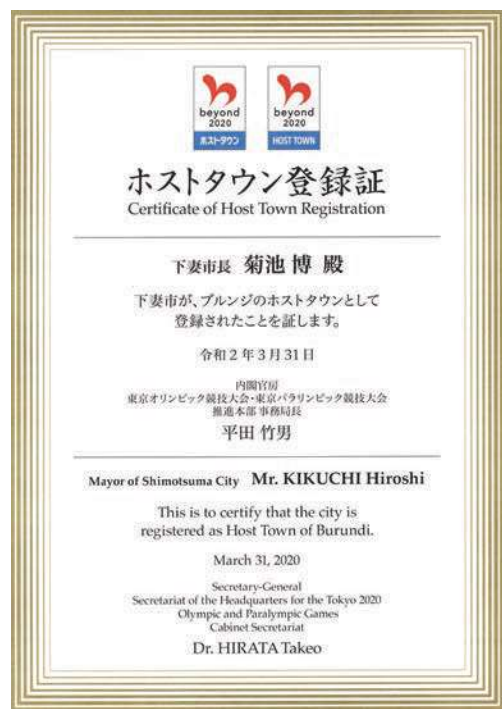 beyond
2020
ホストタウン
beyond
2020
HOST TOWN
ホストタウン登録証
Certificate of Host Town Registration
下妻市長 菊池 博 殿
下妻市が、ブルンジのホストタウンとして
登録されたことを証します。
令和2年3月31日
内閣官房
東京オリンピック競技大会・東京パラリンピック競技大会
推進本部 事務局長
平田 竹男
Mayor of Shimotsuma City Mr. KIKUCHI Hiroshi
This is to certify that the city is
registered as Host Town of Burundi.
March 31, 2020
Secretary-General
Secretariat of the Headquarters for the Tokyo 2020
Olympic and Paralympic Games
Cabinet Secretariat
Dr. HIRATA Takeo